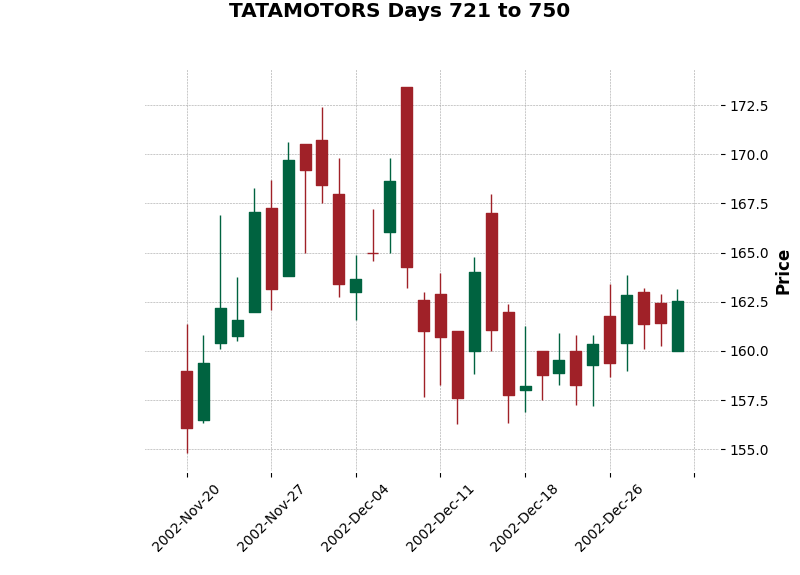 TATAMOTORS Days 721 to 750
172.5
170.0
167.5
165.0
162.5
160.0
157.5
155.0
Price
2002-Nov-20
2002-Nov-27
2002-Dec-04
2002-Dec-11
2002-Dec-18
2002-Dec-26